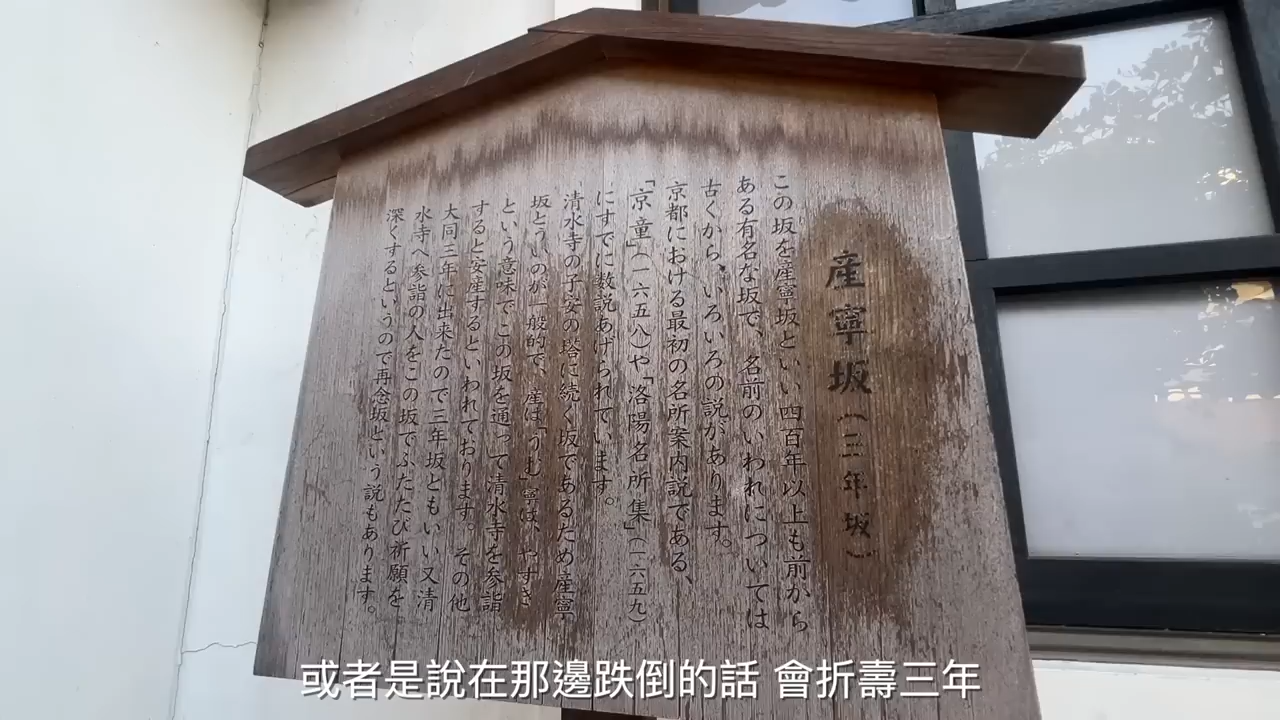 産寧坂(三年坂)
この坂を産寧坂といい四百年以上も前から
ある有名な坂で、名前のいわれについては
古くから、いろいろの説があります。
京都における最初の名所案内説である、
「京童」(一六五八)や「洛陽名所集」(一六五九)
にすでに数説あげられています。
清水寺の子安の塔に続く坂であるため産寧
坂とういのが一般的で、産は「うむ」寧は、やすき
という意味でこの坂を通って清水寺を参詣
すると安産するといわれております。その他
大同三年に出来たので三年坂ともいい又清
水寺へ参詣の人をこの坂でふたたび祈願を
深くするというので再念坂という説もあります。
或者是說在那邊跌倒的話 會折壽三年